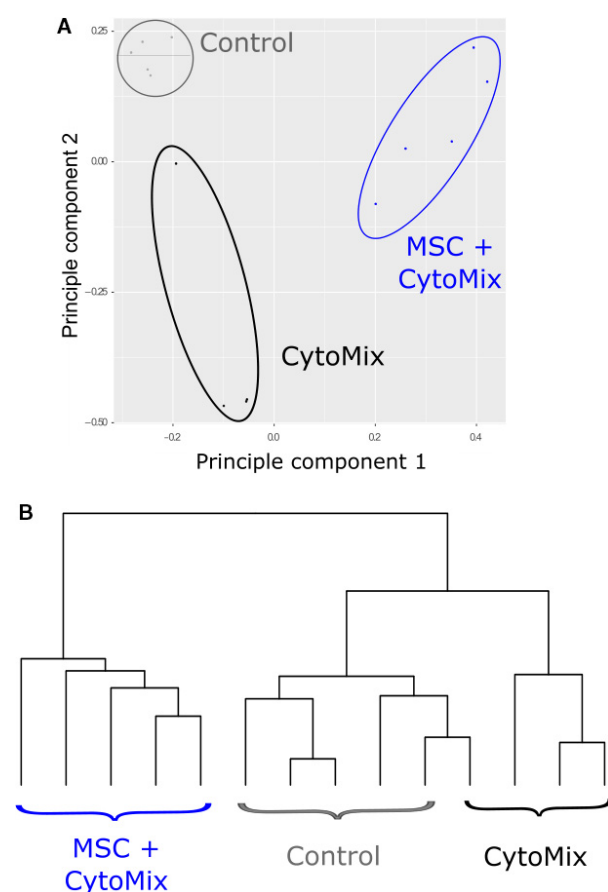 A
Control
0.25
0.00
−0.25
−0.50
Principle component 2
MSC +
CytoMix
CytoMix
−0.2
0.0
0.2
0.4
Principle component 1
B
MSC +
CytoMix
Control
CytoMix